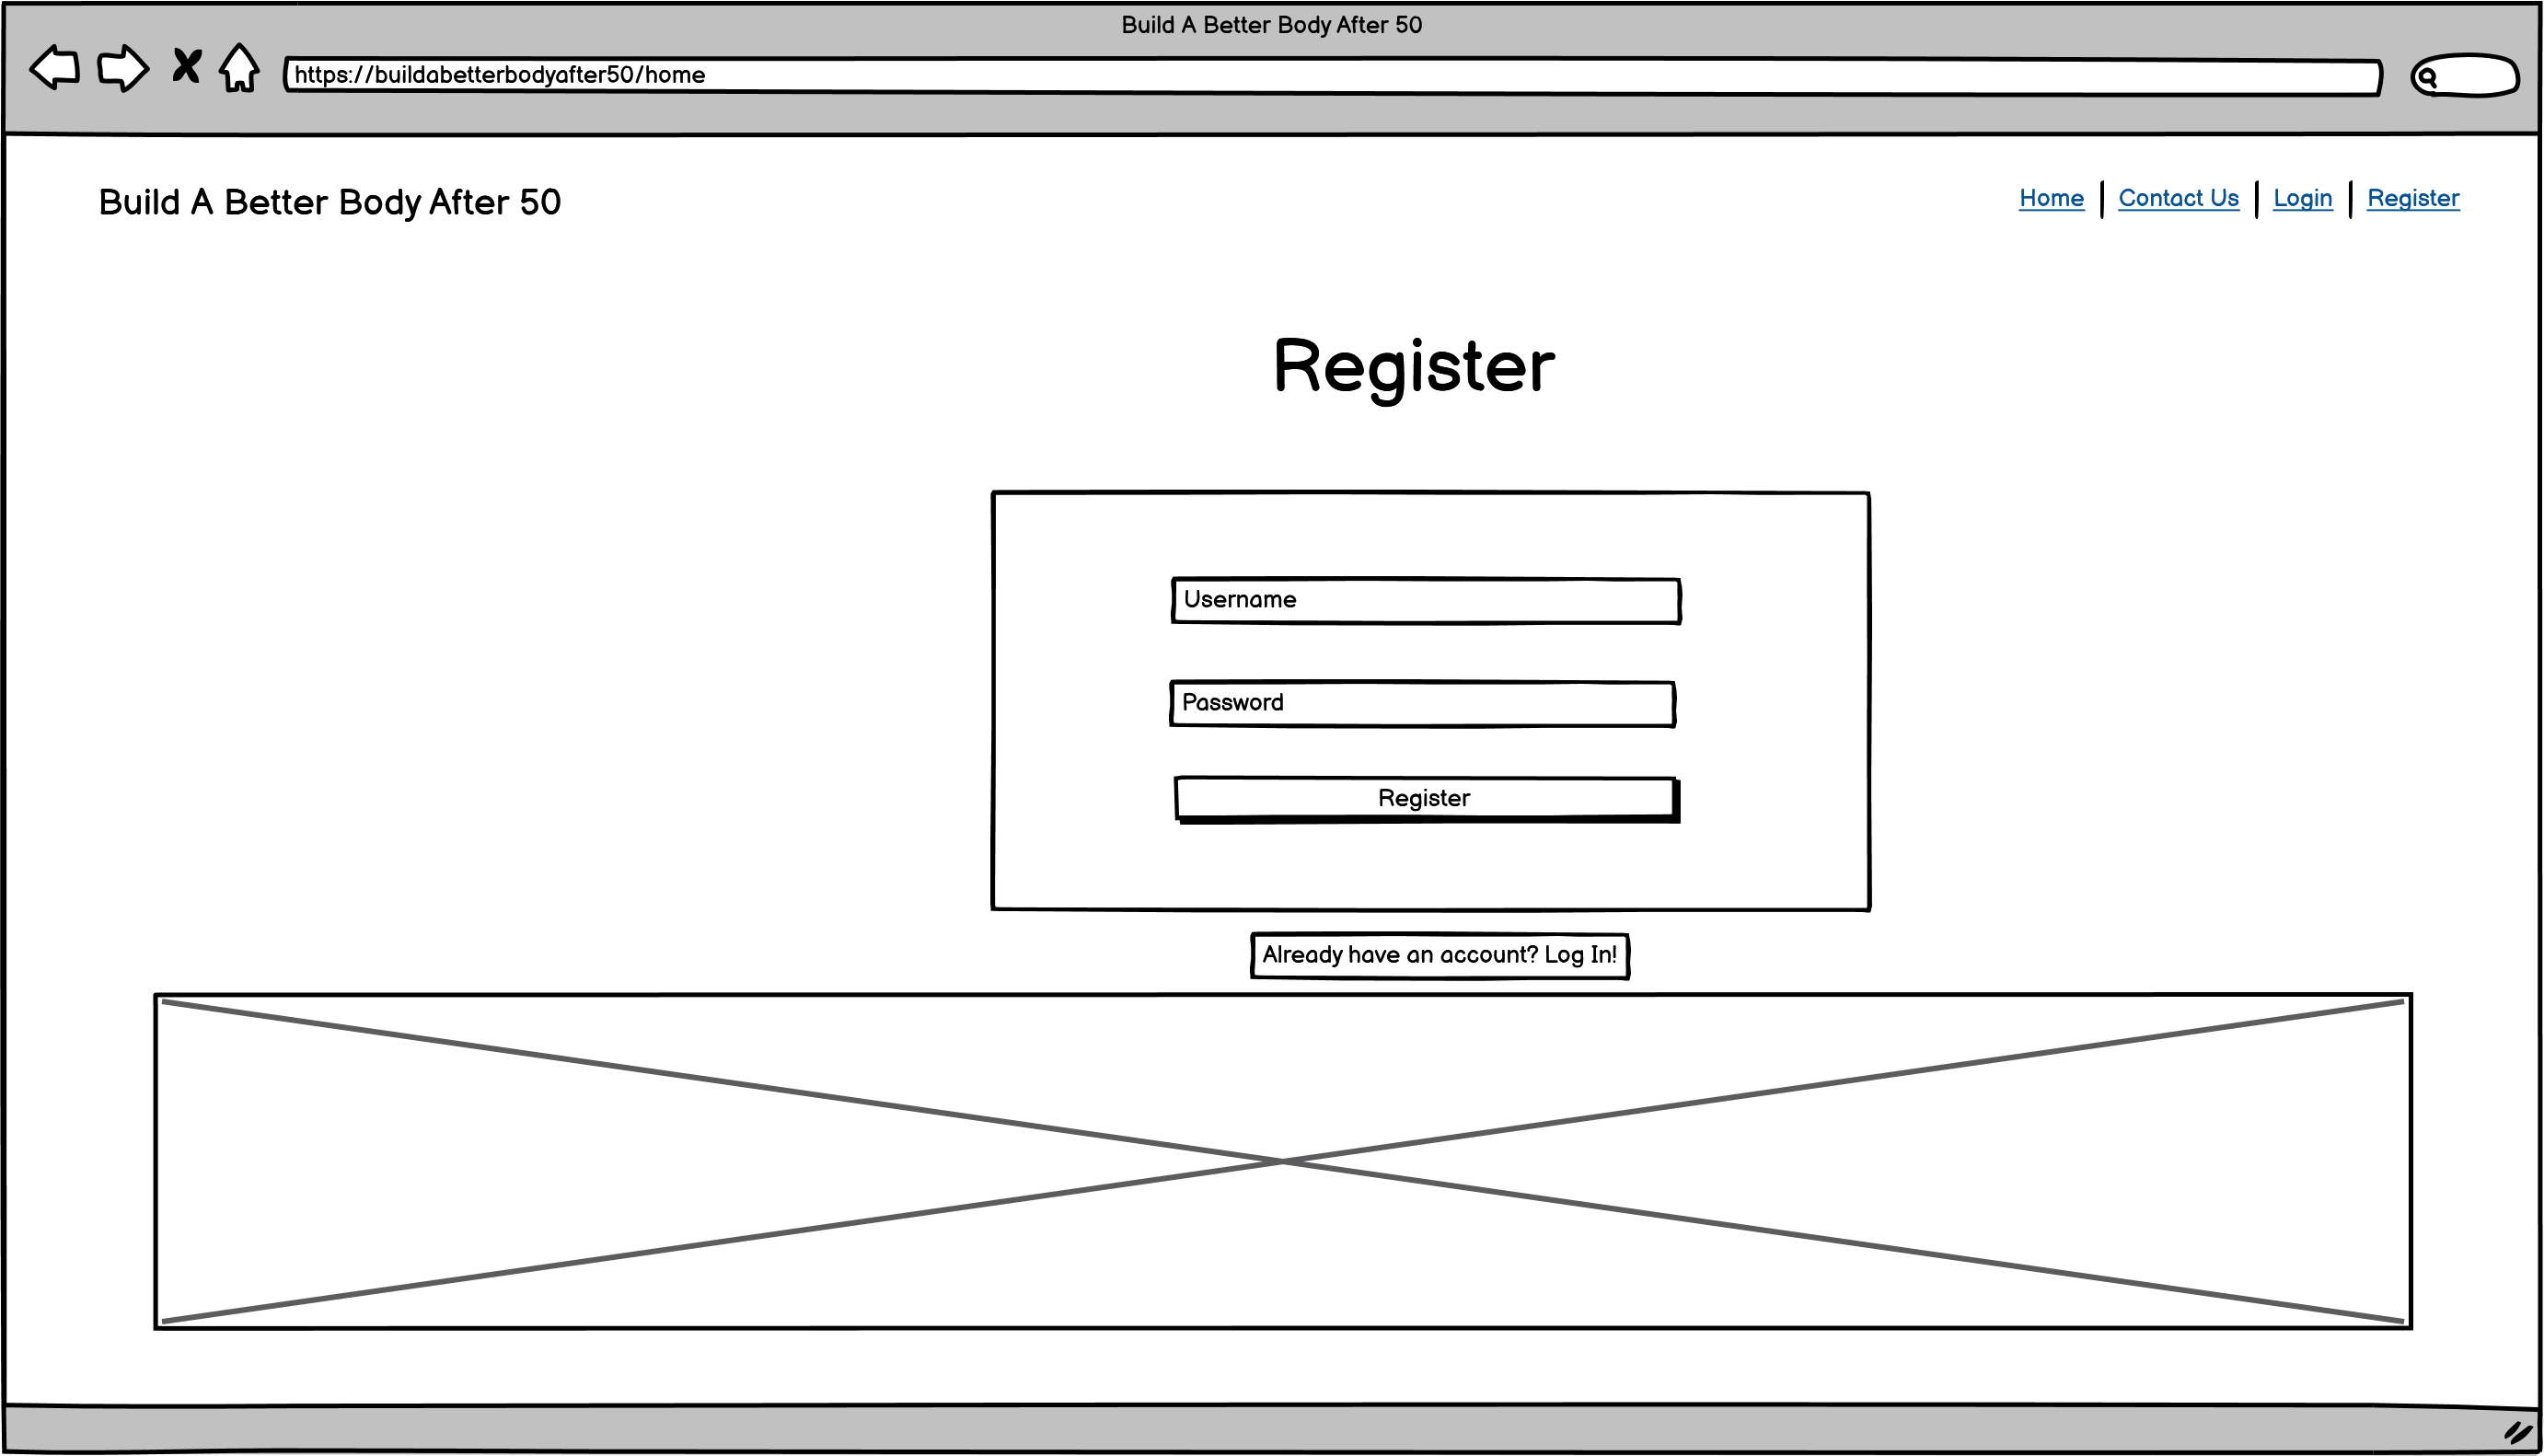 Build A Better Body After 50
https://buildabetterbodyafter50/home
Build A Better Body After 50
Home | Contact Us | Login | Register
Register
Username
Password
Register
Already have an account? Log In!